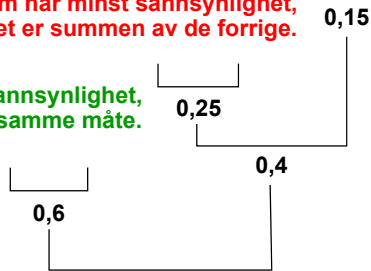 har minst sannsynlighet,
et er summen av de forrige.
0,15
annsynlighet,
samme måte.
0,25
0,4
0,6